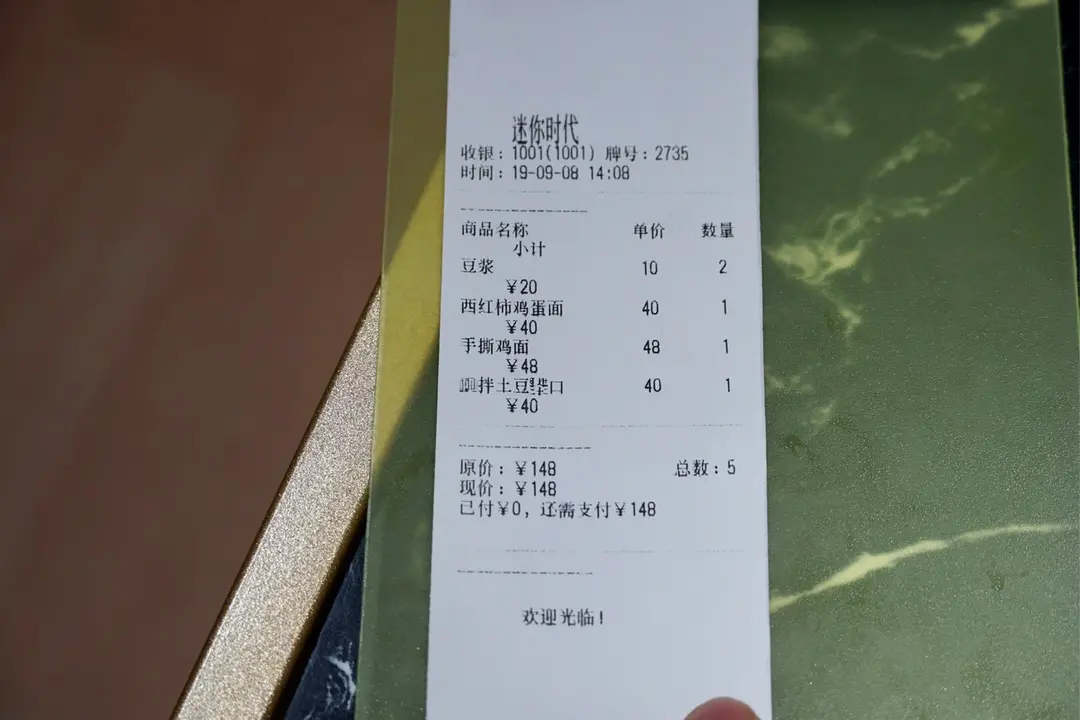 迷你时代
收银：1001(1001) 牌号：2735
时间：19-09-08 14:08
商品名称 单价 数量
小计
豆浆 10 2
￥20
西红柿鸡蛋面 40 1
￥40
手撕鸡面 48 1
￥48
拌土豆 40 1
￥40
原价：￥148 总数：5
现价：￥148
已付￥0，还需支付￥148
欢迎光临！